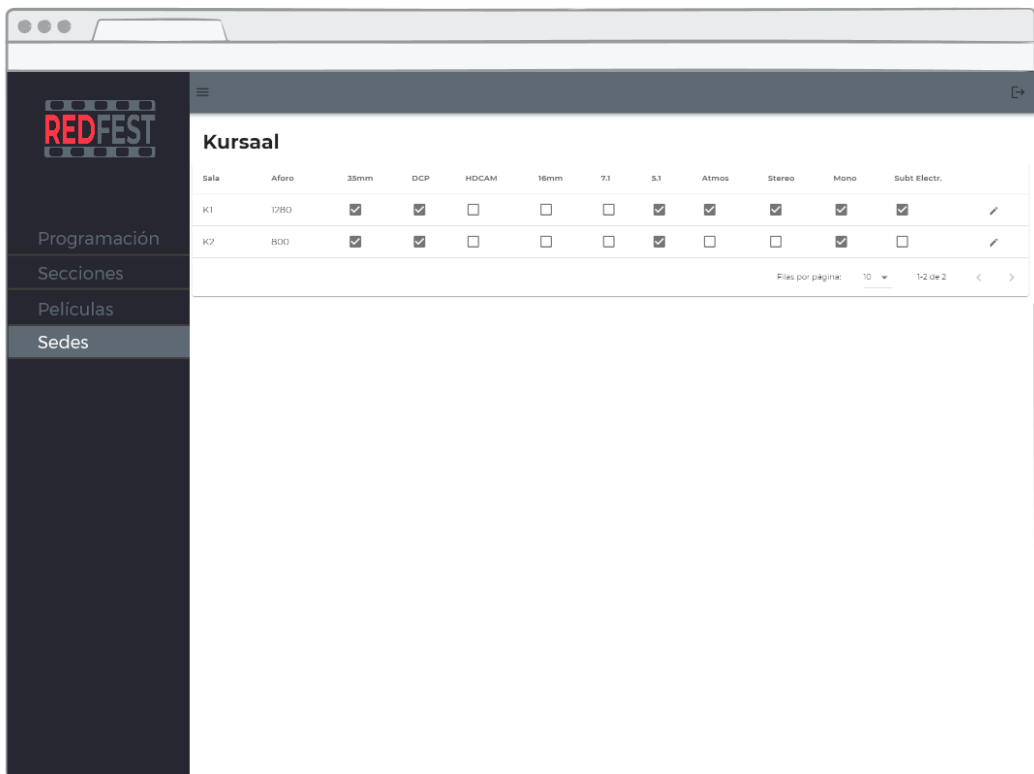 REDFEST
Programación
Secciones
Películas
Sedes
Kursaal
Sala Aforo 35mm DCP HDCAM 16mm 7.1 5.1 Atmos Stereo Mono Subt Electr.
K1 1280
K2 800
Filas por página: 10 1-2 de 2